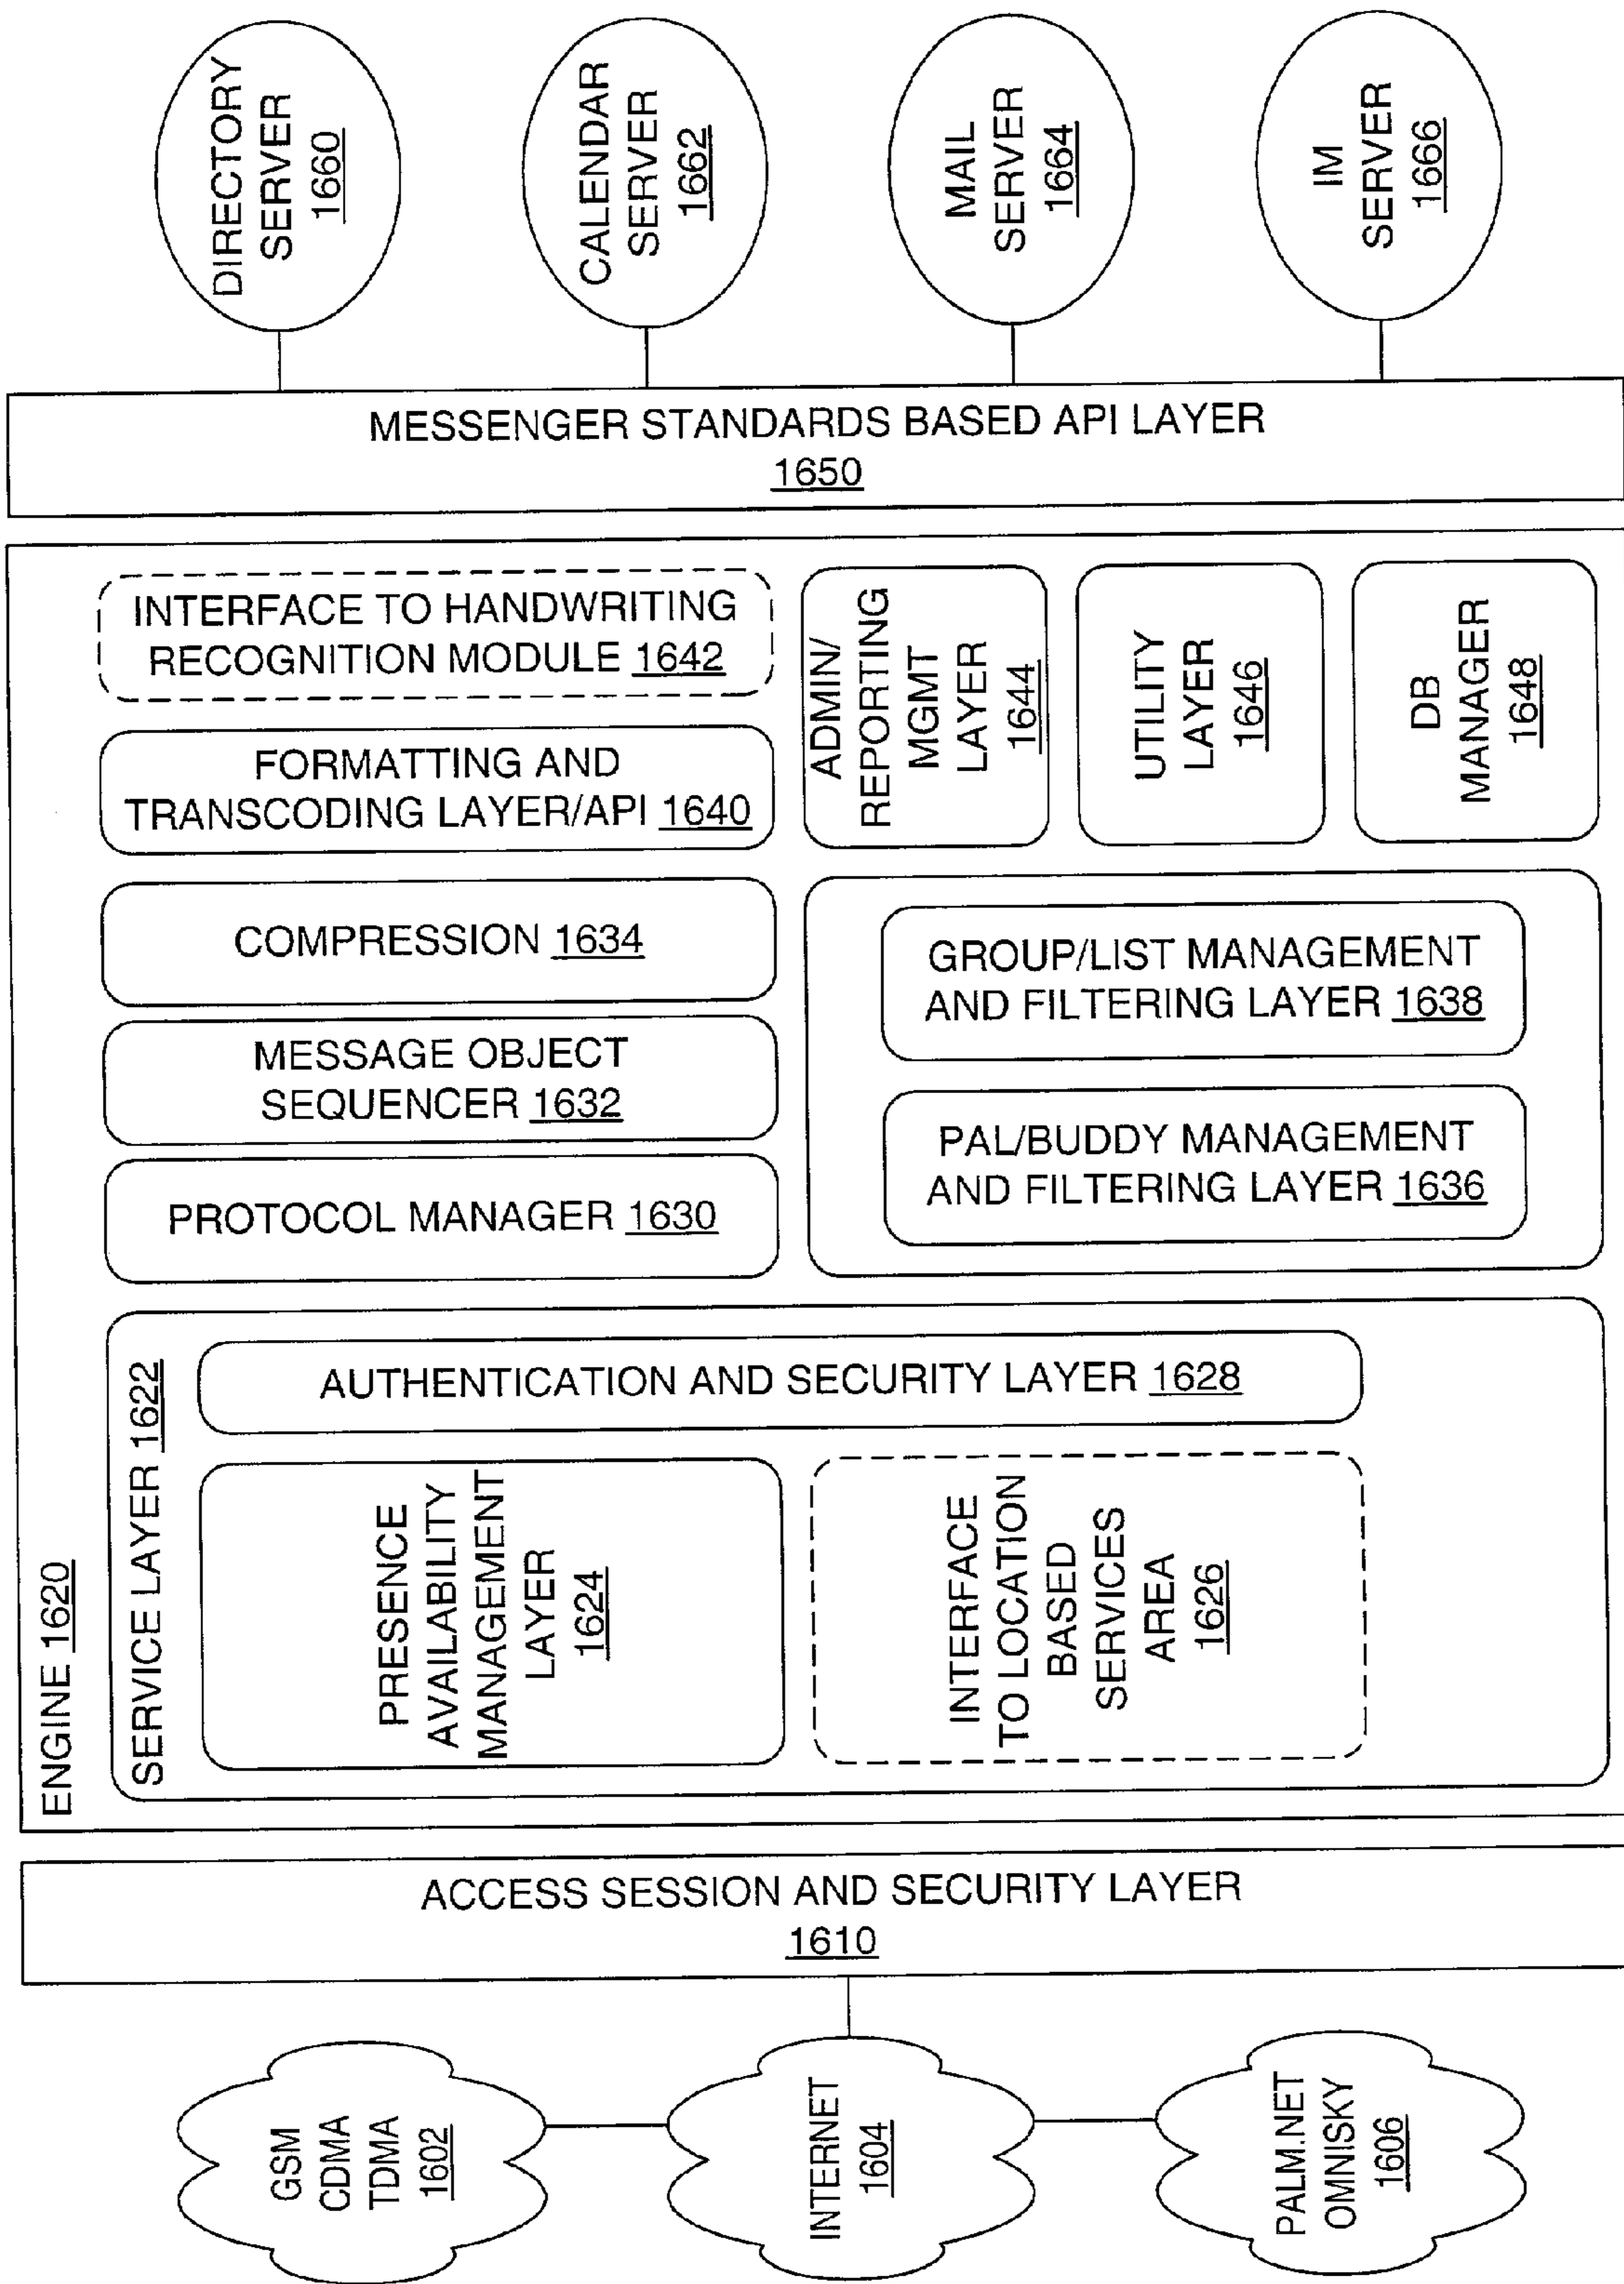 DIRECTORY
SERVER
1660
CALENDAR
SERVER
1662
MAIL
SERVER
1664
IM
SERVER
1666
MESSENGER STANDARDS BASED API LAYER
1650
ENGINE 1620
INTERFACE TO HANDWRITING
RECOGNITION MODULE 1642
FORMATTING AND
TRANSCODING LAYER/API 1640
COMPRESSION 1634
MESSAGE OBJECT
SEQUENCER 1632
PROTOCOL MANAGER 1630
ADMIN/
REPORTING
MGMT
LAYER
1644
UTILITY
LAYER
1646
DB
MANAGER
1648
GROUP/LIST MANAGEMENT
AND FILTERING LAYER 1638
PAL/BUDDY MANAGEMENT
AND FILTERING LAYER 1636
SERVICE LAYER 1622
AUTHENTICATION AND SECURITY LAYER 1628
PRESENCE
AVAILABILITY
MANAGEMENT
LAYER
1624
INTERFACE
TO LOCATION
BASED
SERVICES
AREA
1626
ACCESS SESSION AND SECURITY LAYER
1610
GSM
CDMA
TDMA
1602
INTERNET
1604
PALM.NET
OMNISKY
1606